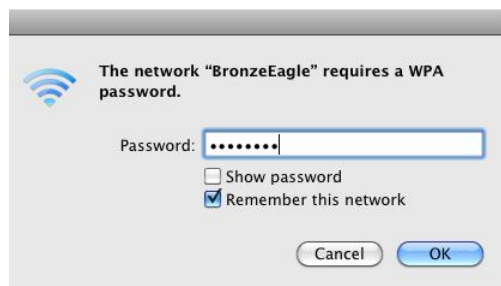 The network “BronzeEagle” requires a WPA
password.
Password: ••••••••
Show password
Remember this network
Cancel OK